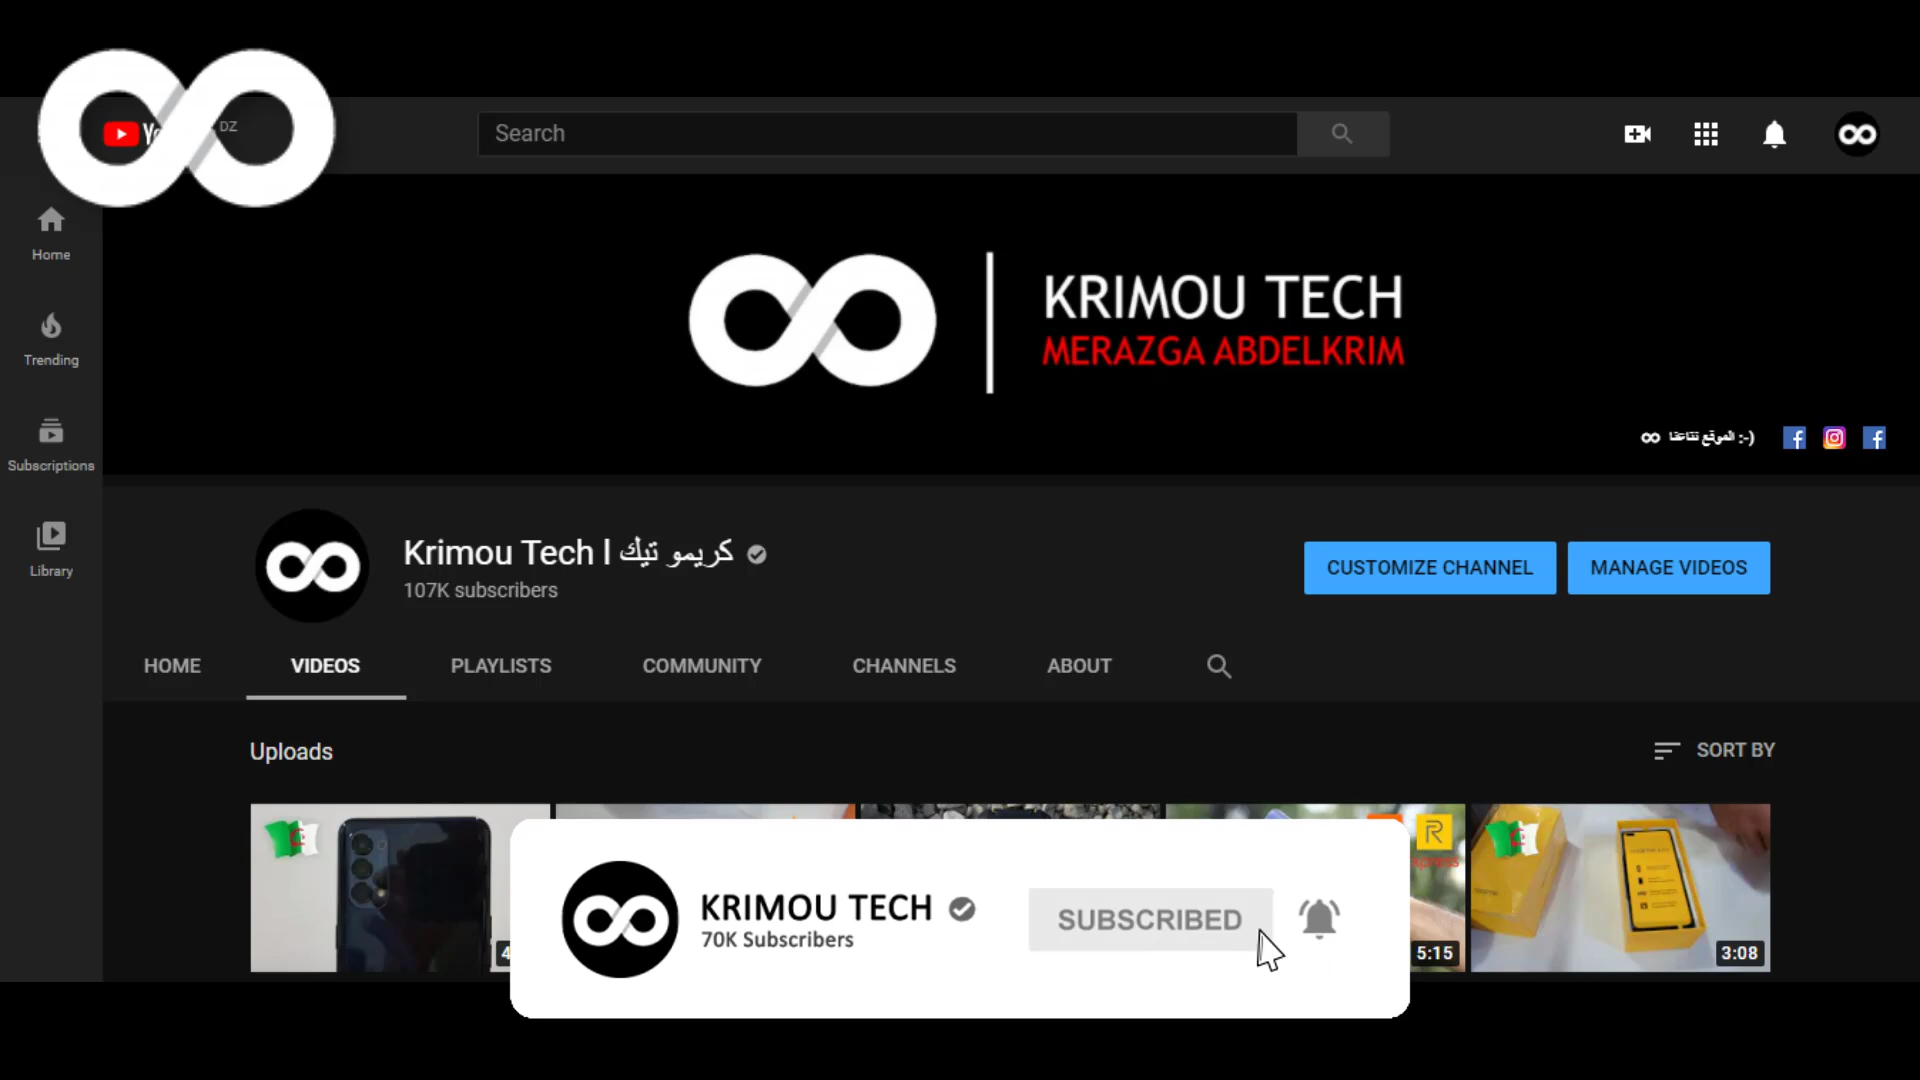 DZ
Search
Home
Trending
Subscriptions
Library
KRIMOU TECH
MERAZGA ABDELKRIM
الموقع تتاعنا :-)
Krimou Tech l كريمو تيك
107K subscribers
CUSTOMIZE CHANNEL
MANAGE VIDEOS
HOME
VIDEOS
PLAYLISTS
COMMUNITY
CHANNELS
ABOUT
Uploads
SORT BY
5:15
3:08
KRIMOU TECH
70K Subscribers
SUBSCRIBED